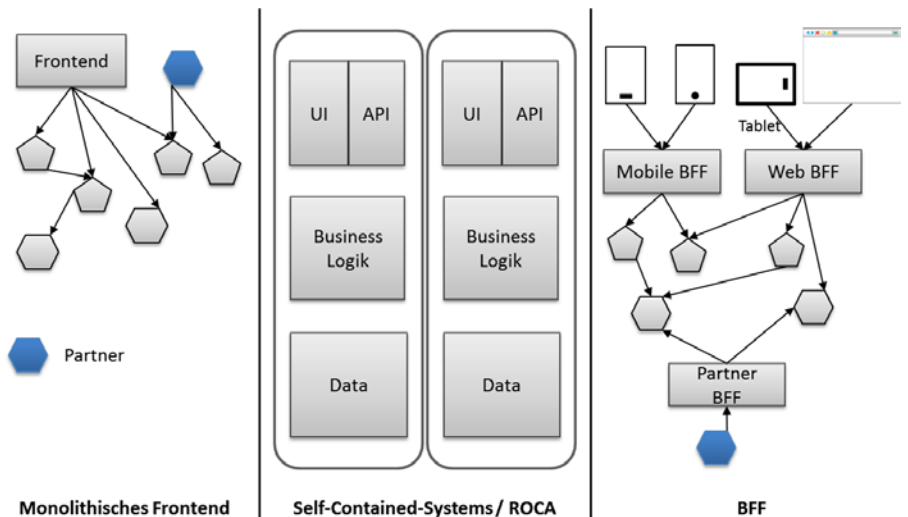 Frontend
Partner
Monolithisches Frontend
UI
API
UI
API
Business
Logik
Business
Logik
Data
Data
Self-Contained-Systems / ROCA
Tablet
Mobile BFF
Web BFF
Partner
BFF
BFF